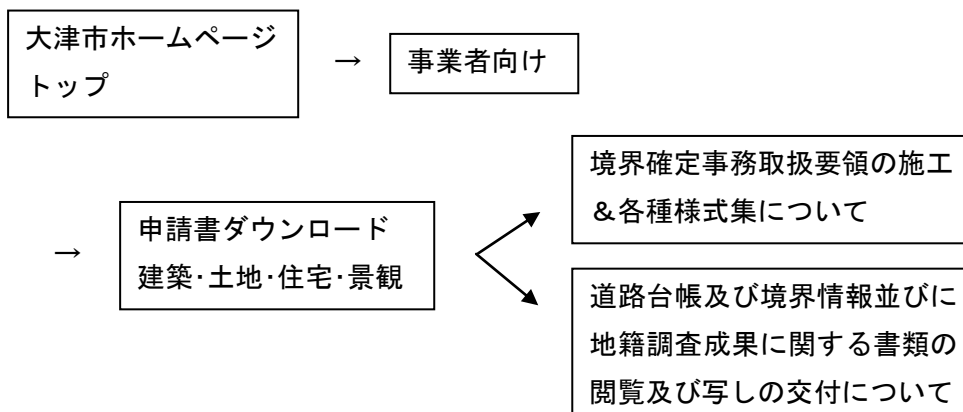 大津市ホームページ
トップ
→
事業者向け
→
申請書ダウンロード
建築・土地・住宅・景観
境界確定事務取扱要領の施工
＆各種様式集について
道路台帳及び境界情報並びに
地籍調査成果に関する書類の
閲覧及び写しの交付について